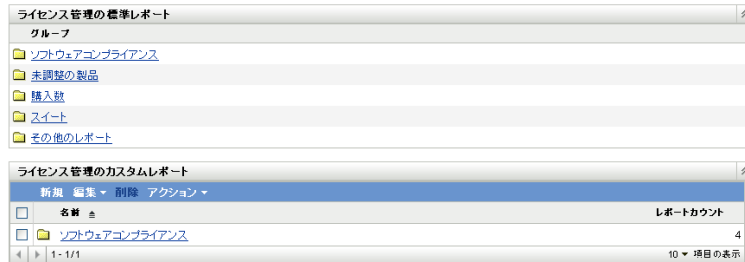 ライセンス管理の標準レポート
グループ
ソフトウェアコンプライアンス
未調整の製品
購入数
スイート
その他のレポート
ライセンス管理のカスタムレポート
新規 編集 削除 アクション
名前 レポートカウント
ソフトウェアコンプライアンス 4
1 - 1/1 10 項目の表示